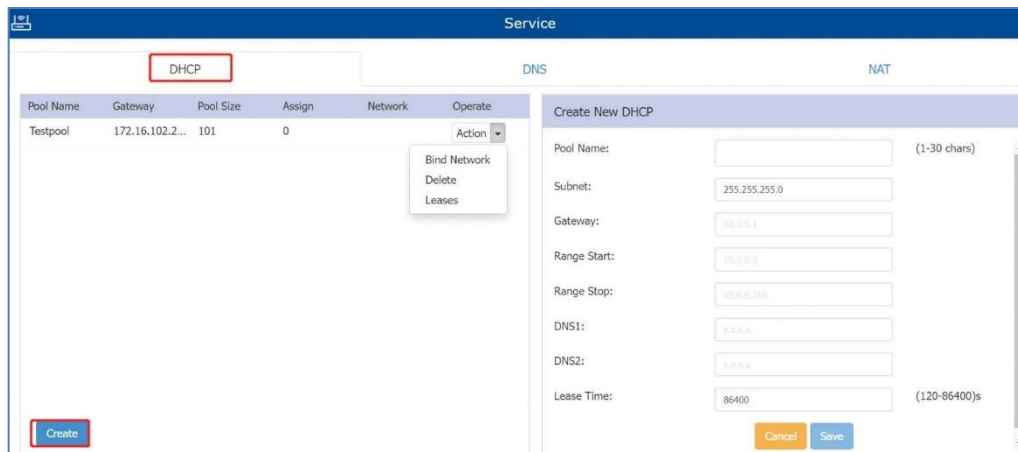 Service
DHCP DNS NAT
Pool Name Gateway Pool Size Assign Network Operate
Testpool 172.16.102.2... 101 0 Action
Bind Network
Delete
Leases
Create
Create New DHCP
Pool Name: (1-30 chars)
Subnet: 255.255.255.0
Gateway: 10.0.0.1
Range Start: 10.0.0.2
Range Stop: 10.0.0.100
DNS1: x.x.x.x
DNS2: x.x.x.x
Lease Time: 86400 (120-86400)s
Cancel Save